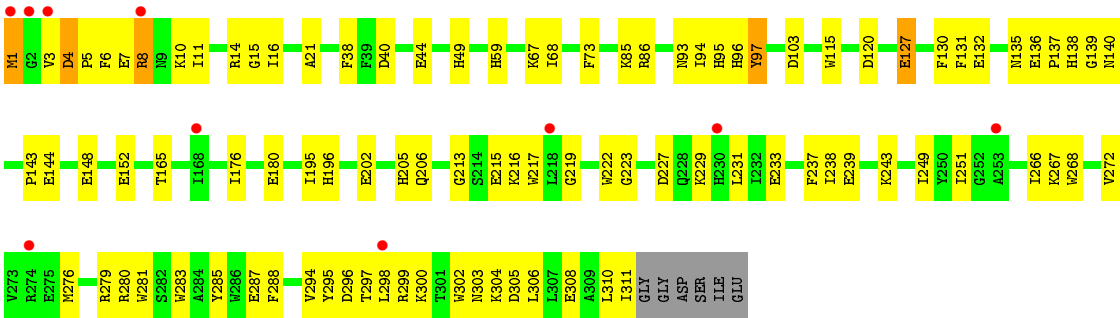 M1 G2 V3 D4 P5 F6 E7 R8 N9 K10 I11 R14 G15 I16 A21 F38 F39 D40 E44 H49 H59 K67 I68 F73 K85 R86 N93 I94 H95 H96 Y97 D103 W115 D120 E127 F130 F131 E132 N135 E136 P137 H138 G139 N140
P143 E144 E148 E152 T165 I168 I176 E180 I195 H196 E202 H205 Q206 G213 S214 E215 K216 W217 L218 G219 W222 G223 D227 Q228 K229 H230 L231 I232 E233 F237 I238 E239 K243 I249 Y250 I251 G252 A253 I266 K267 W268 V272
V273 R274 E275 M276 R279 R280 W281 S282 W283 A284 Y285 W286 E287 F288 V294 Y295 D296 T297 L298 R299 K300 T301 W302 N303 K304 D305 L306 L307 E308 A309 L310 I311 GLY GLY ASP SER ILE GLU